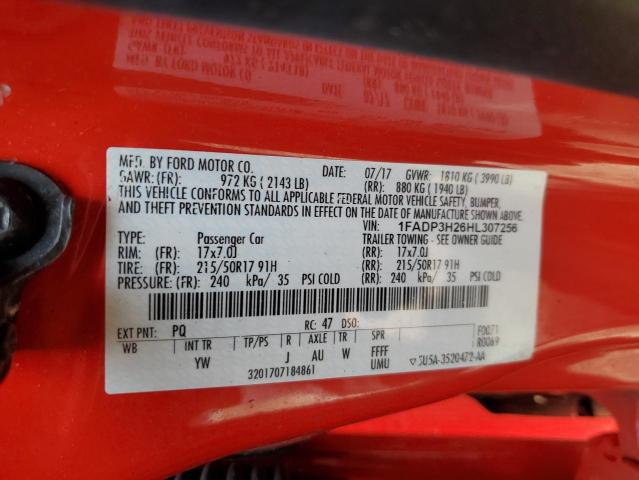 MFD. BY FORD MOTOR CO. 07/17 GVWR: 1810 KG ( 3990 LB)
GAWR: (FR): 972 KG ( 2143 LB) (RR): 880 KG ( 1940 LB)
THIS VEHICLE CONFORMS TO ALL APPLICABLE FEDERAL MOTOR VEHICLE SAFETY, BUMPER,
AND THEFT PREVENTION STANDARDS IN EFFECT ON THE DATE OF MANUFACTURE SHOWN ABOVE.
VIN: 1FADP3H26HL307256
TYPE: Passenger Car TRAILER TOWING - SEE OWNER GUIDE
RIM: (FR): 17x7.0J (RR): 17x7.0J
TIRE: (FR): 215/50R17 91H (RR): 215/50R17 91H
PRESSURE: (FR): 240 kPa/ 35 PSI COLD (RR): 240 kPa/ 35 PSI COLD
EXT PNT: PQ RC: 47 DSO: F0071
WB INT TR TP/PS R AXLE TR SPR R0069
YW J AU W FFFF
3201707184861 UMU 5U5A-3520472-AA